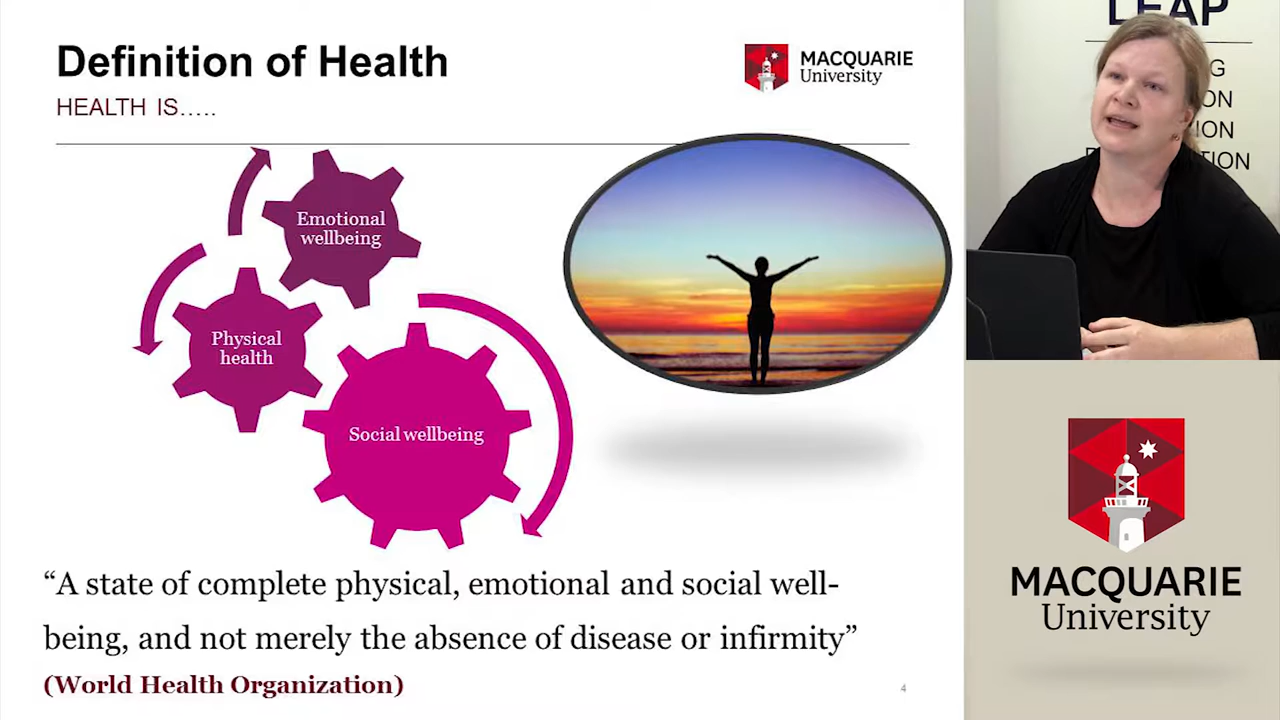 Definition of Health
HEALTH IS.....
MACQUARIE
University
Emotional
wellbeing
Physical
health
Social wellbeing
“A state of complete physical, emotional and social well-
being, and not merely the absence of disease or infirmity”
(World Health Organization)
4
LEAP
MACQUARIE
University